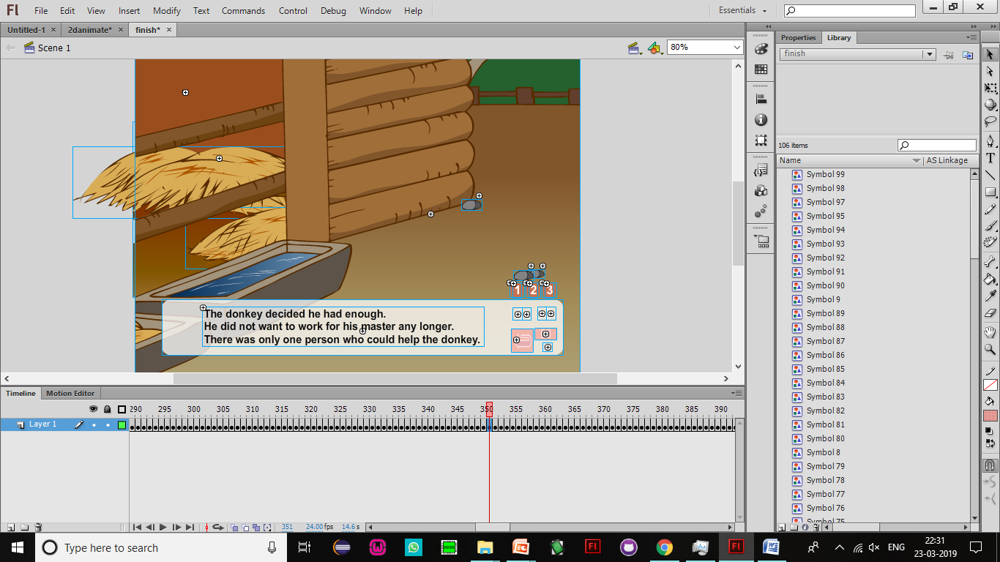 Fl File Edit View Insert Modify Text Commands Control Debug Window Help Essentials
Untitled-1 × 2danimate* × finish* ×
Scene 1 80%
Properties Library
finish
106 items
Name AS Linkage
Symbol 99
Symbol 98
Symbol 97
Symbol 95
Symbol 94
Symbol 93
Symbol 92
Symbol 91
Symbol 90
Symbol 9
Symbol 89
Symbol 88
Symbol 87
Symbol 86
Symbol 85
Symbol 84
Symbol 83
Symbol 82
Symbol 81
Symbol 80
Symbol 8
Symbol 79
Symbol 78
Symbol 77
Symbol 76
Symbol 75
1 2 3
The donkey decided he had enough.
He did not want to work for his master any longer.
There was only one person who could help the donkey.
Timeline Motion Editor
290 295 300 305 310 315 320 325 330 335 340 345 350 355 360 365 370 375 380 385 390
Layer 1
351 24.00 fps 14.6 s
Type here to search
8085
Fl
Fl
ENG
22:31
23-03-2019